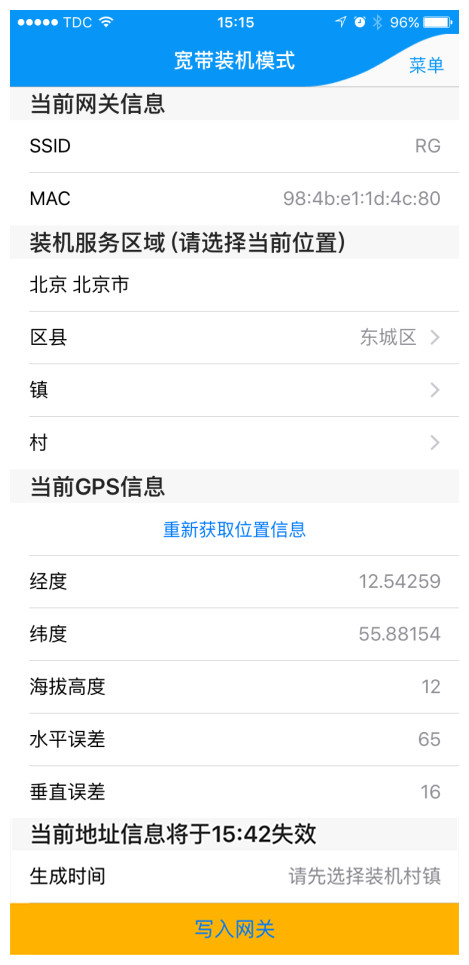 TDC 15:15 96%
宽带装机模式 菜单
当前网关信息
SSID RG
MAC 98:4b:e1:1d:4c:80
装机服务区域(请选择当前位置)
北京 北京市
区县 东城区
镇
村
当前GPS信息
重新获取位置信息
经度 12.54259
纬度 55.88154
海拔高度 12
水平误差 65
垂直误差 16
当前地址信息将于15:42失效
生成时间 请先选择装机村镇
写入网关